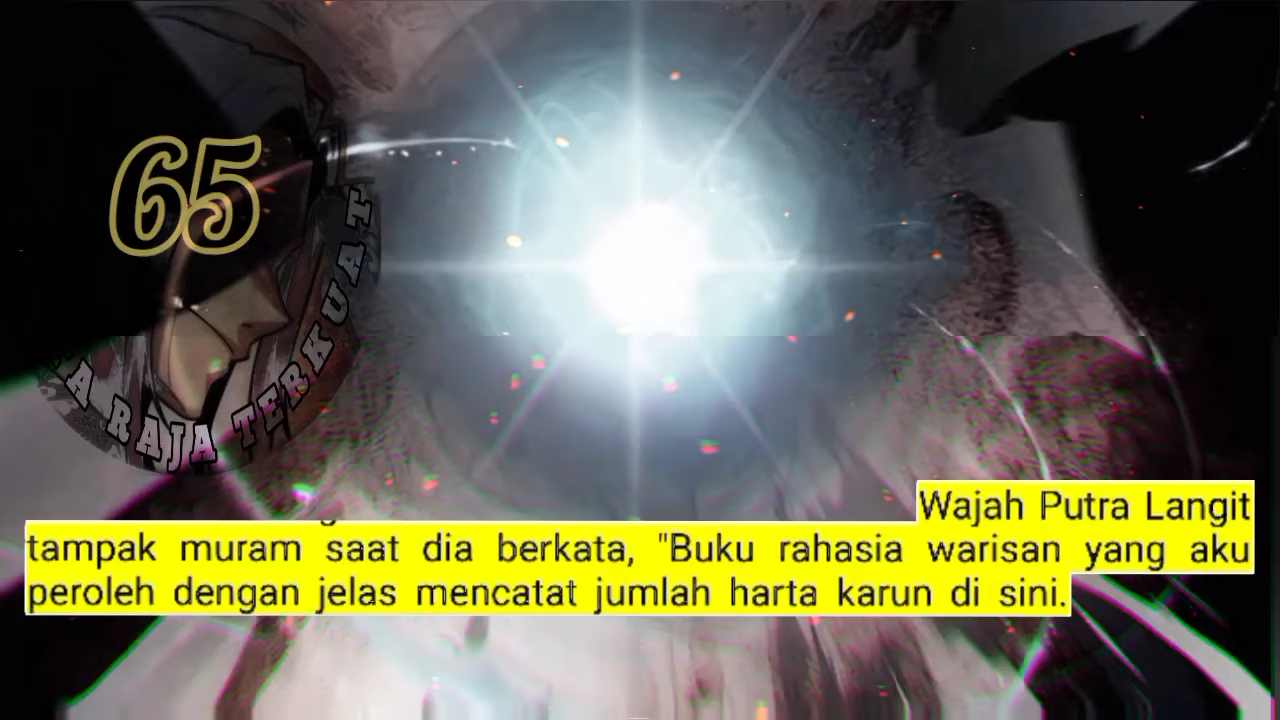 65
A RAJA TERKUAT
Wajah Putra Langit
tampak muram saat dia berkata, "Buku rahasia warisan yang aku
peroleh dengan jelas mencatat jumlah harta karun di sini.